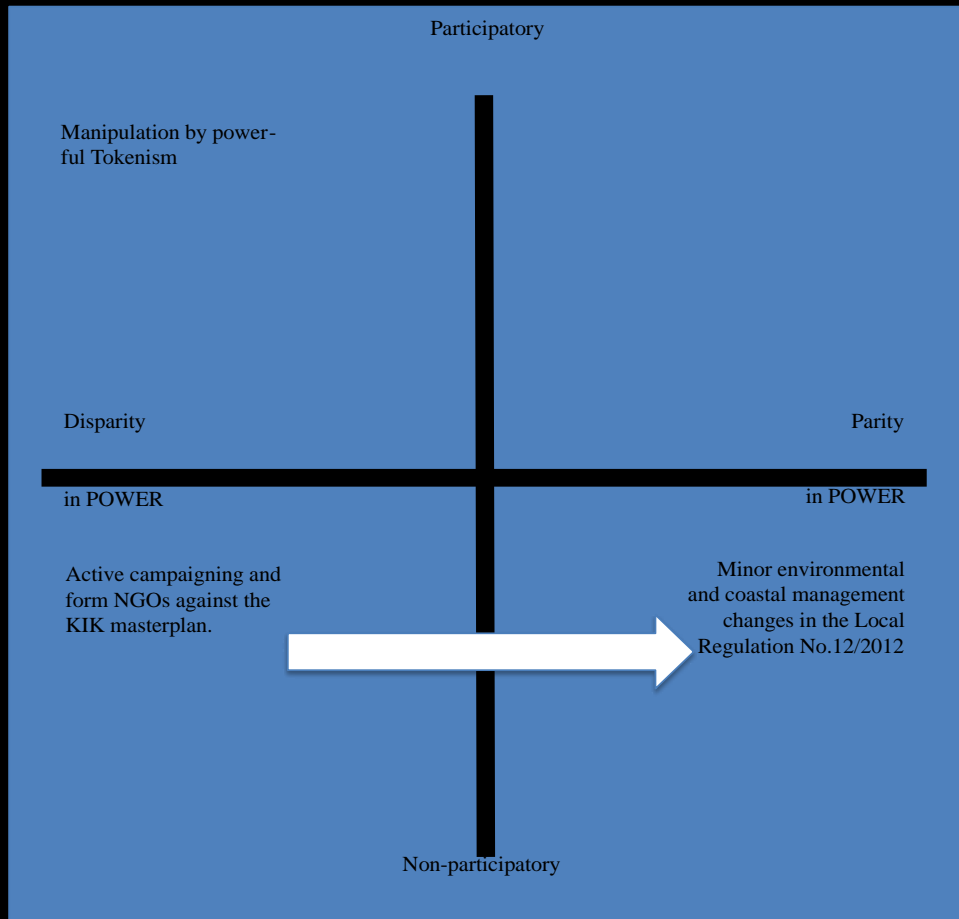 Participatory
Manipulation by power-
ful Tokenism
Disparity
Parity
in POWER
in POWER
Active campaigning and
form NGOs against the
KIK masterplan.
Minor environmental
and coastal management
changes in the Local
Regulation No.12/2012
Non-participatory